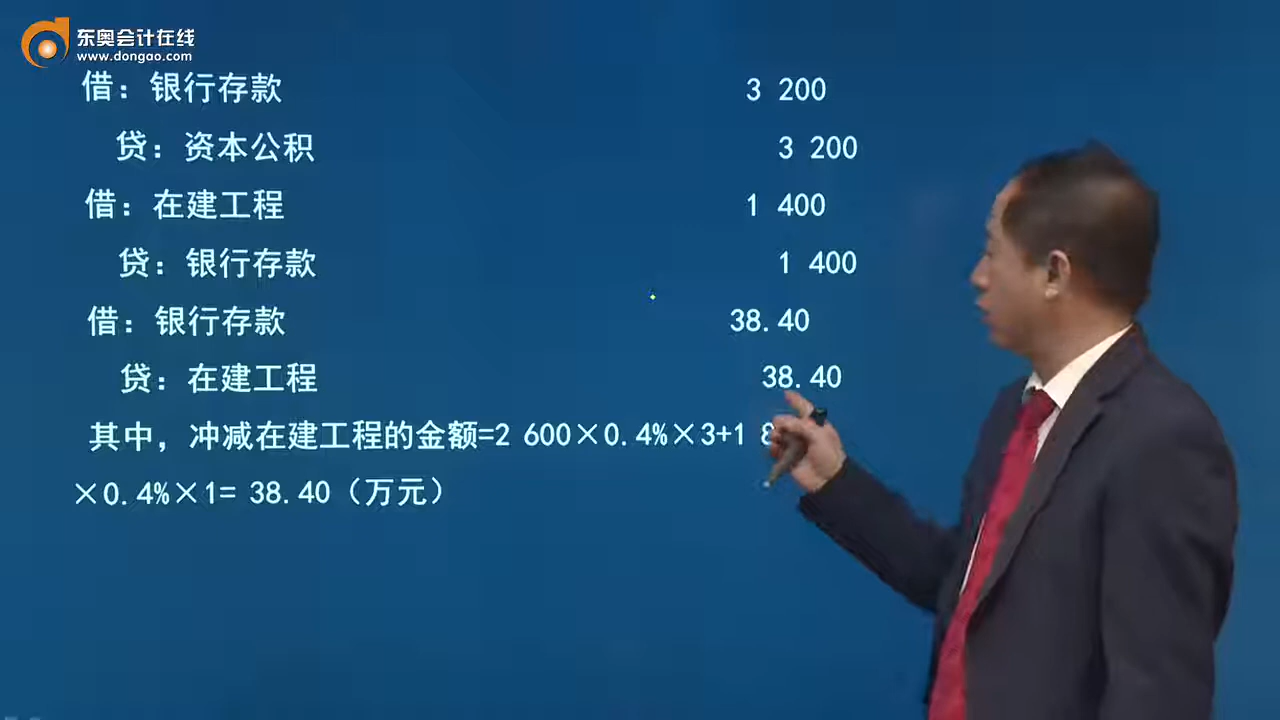 东奥会计在线
www.dongao.com
借：银行存款 3 200
贷：资本公积 3 200
借：在建工程 1 400
贷：银行存款 1 400
借：银行存款 38.40
贷：在建工程 38.40
其中，冲减在建工程的金额=2 600×0.4%×3+1
×0.4%×1= 38.40（万元）